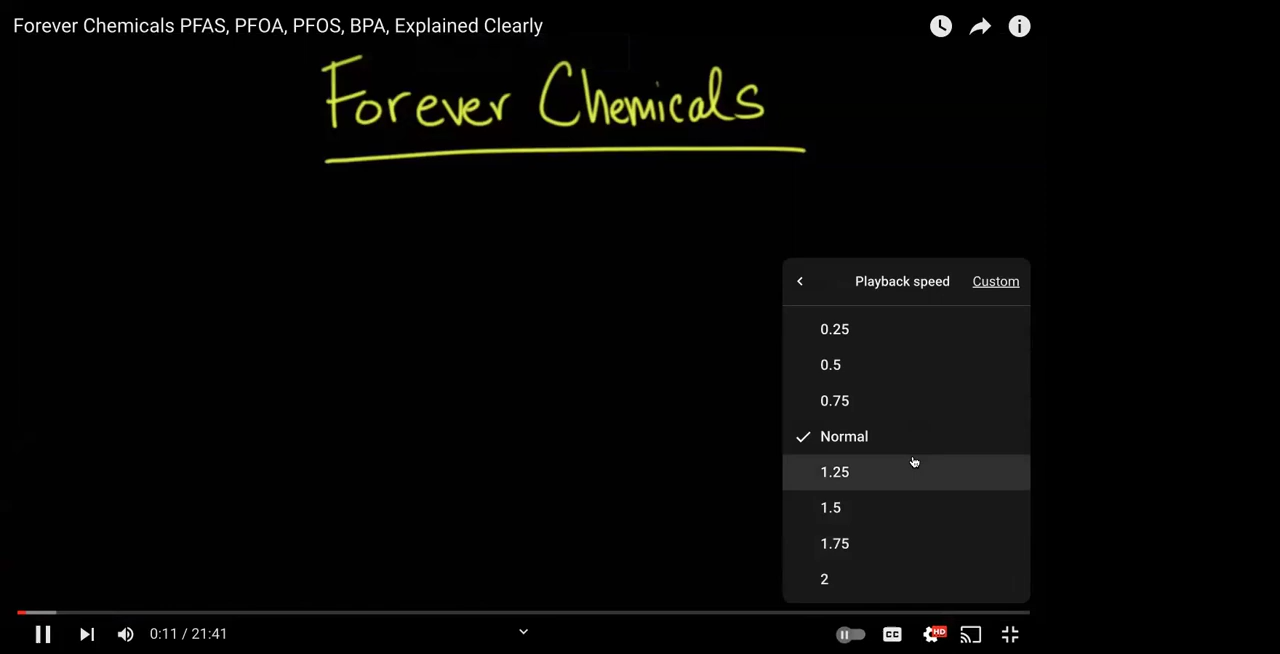 Forever Chemicals PFAS, PFOA, PFOS, BPA, Explained Clearly
Forever Chemicals
Playback speed Custom
0.25
0.5
0.75
Normal
1.25
1.5
1.75
2
0:11 / 21:41
CC HD